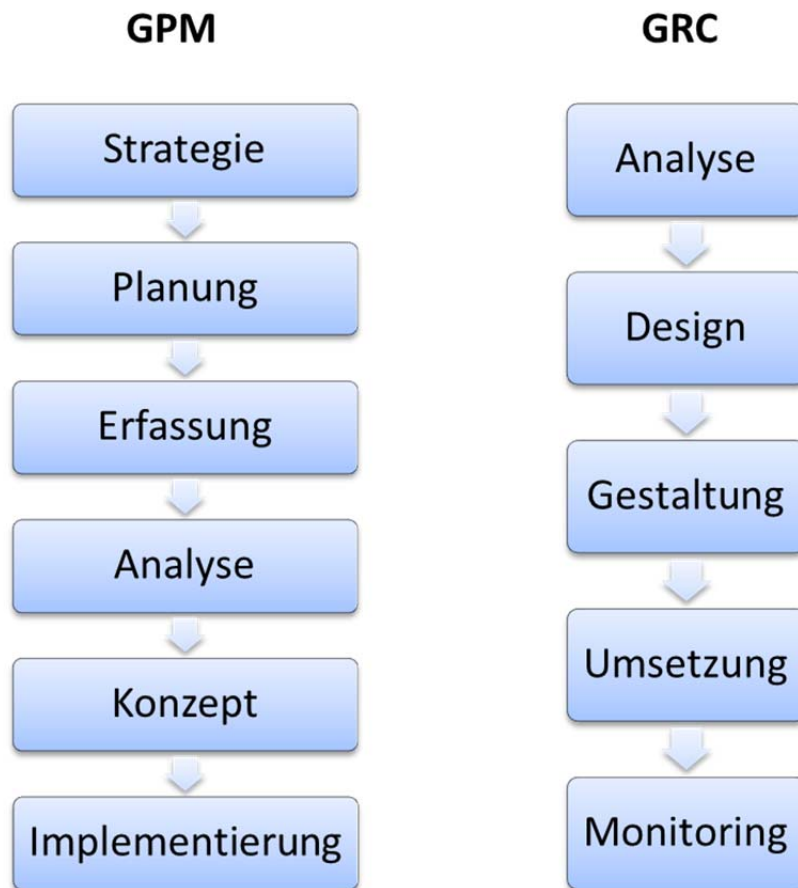 GPM
Strategie
Planung
Erfassung
Analyse
Konzept
Implementierung
GRC
Analyse
Design
Gestaltung
Umsetzung
Monitoring